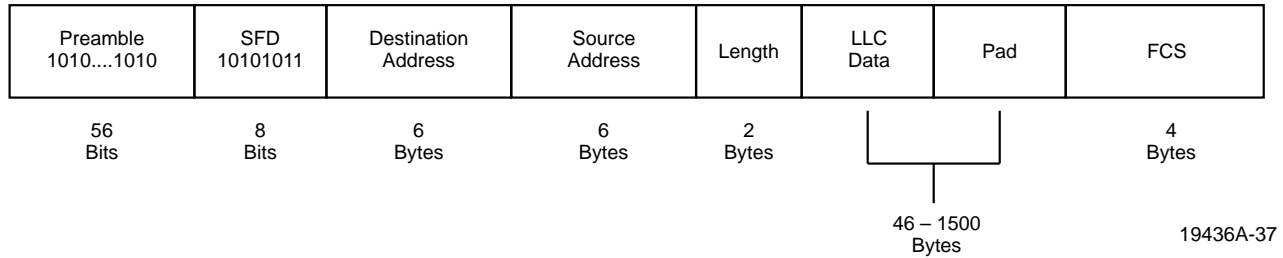 Preamble
1010....1010
SFD
10101011
Destination
Address
Source
Address
Length
LLC
Data
Pad
FCS
56
Bits
8
Bits
6
Bytes
6
Bytes
2
Bytes
4
Bytes
46 – 1500
Bytes
19436A-37